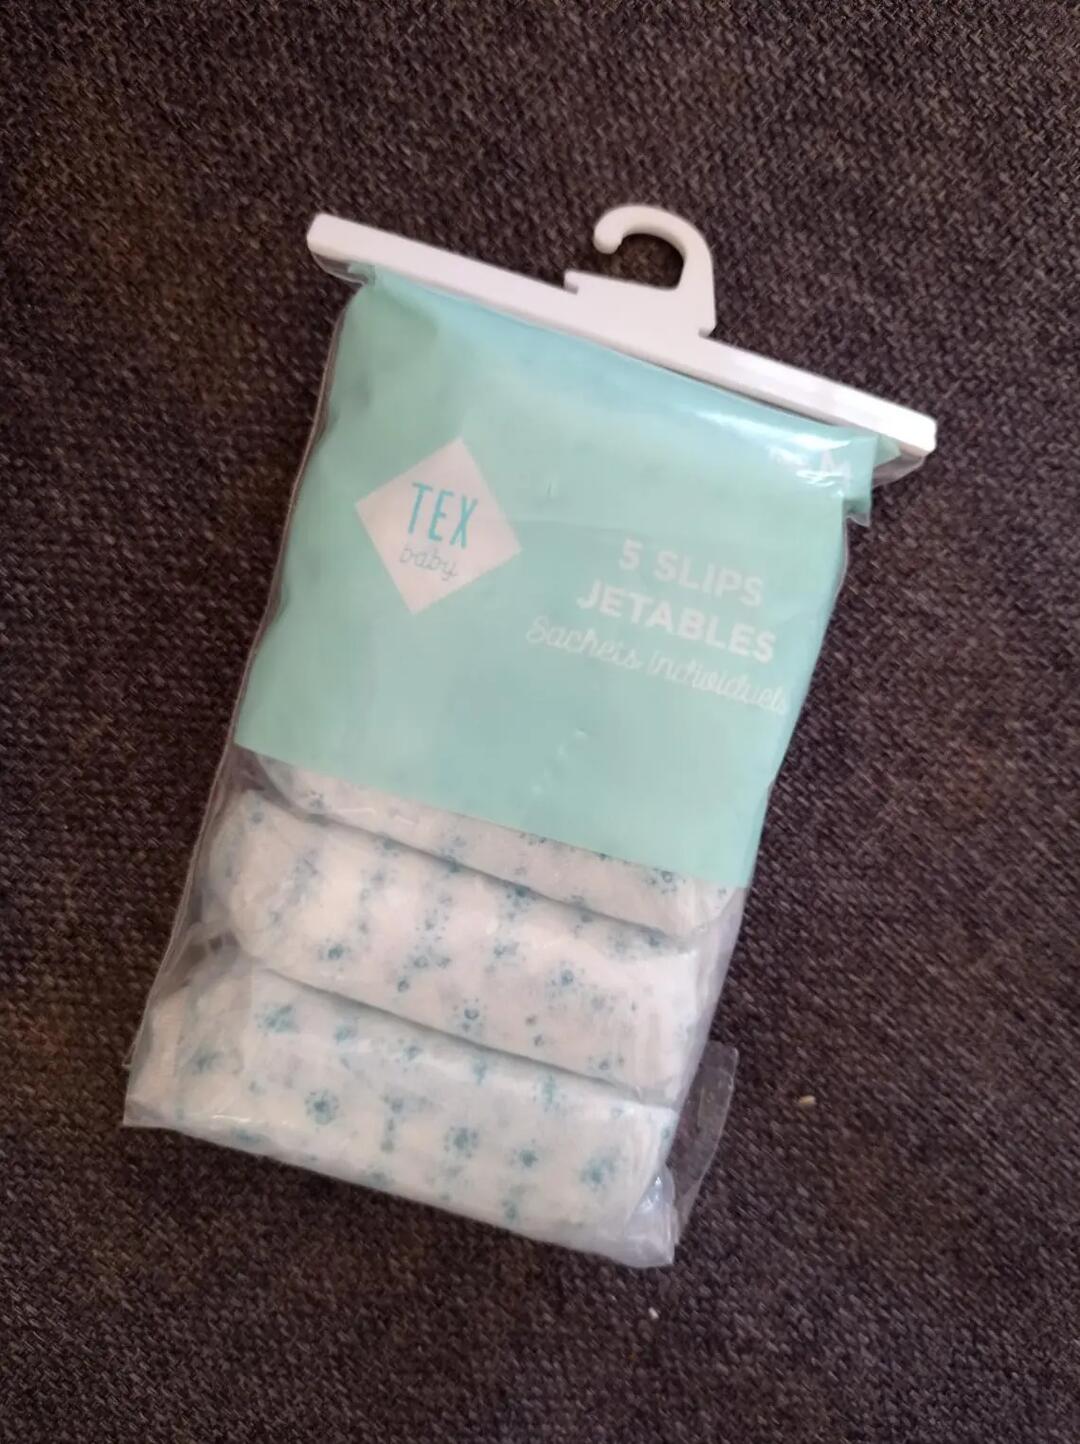 M
TEX
baby
5 SLIPS
JETABLES
Sachets individuels